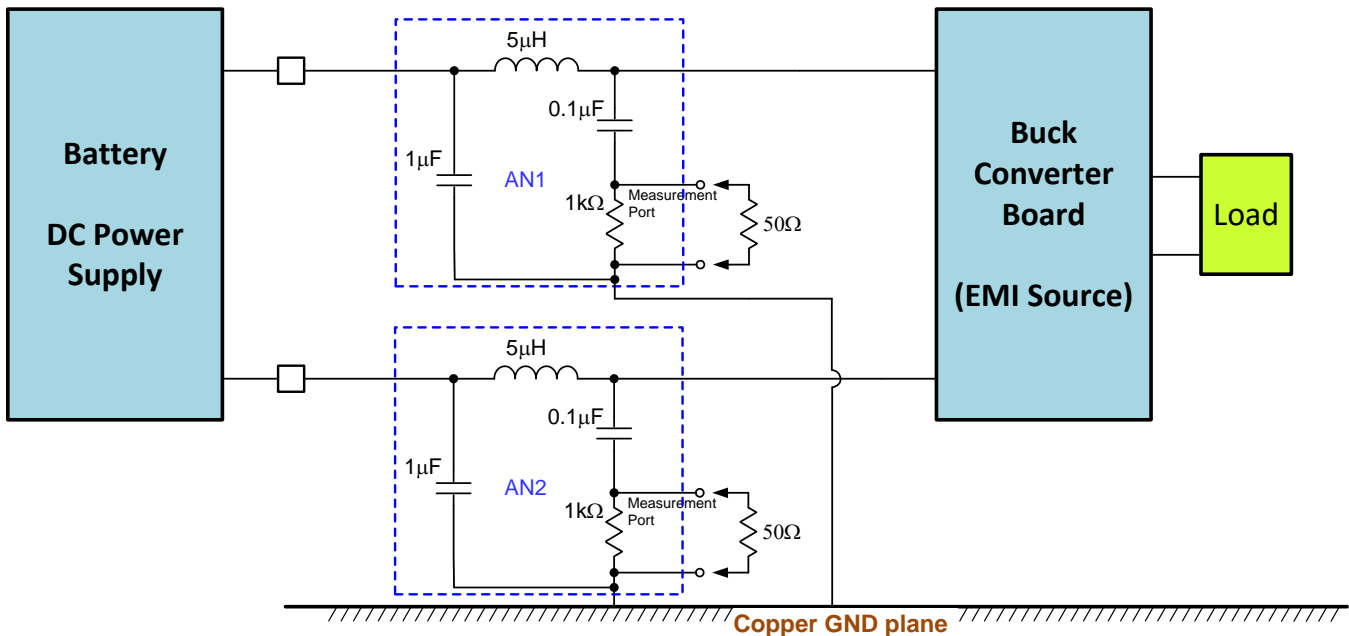 Battery
DC Power
Supply
5μH
0.1μF
1μF
AN1
1kΩ
Measurement
Port
50Ω
5μH
0.1μF
1μF
AN2
1kΩ
Measurement
Port
50Ω
Buck
Converter
Board
(EMI Source)
Load
Copper GND plane